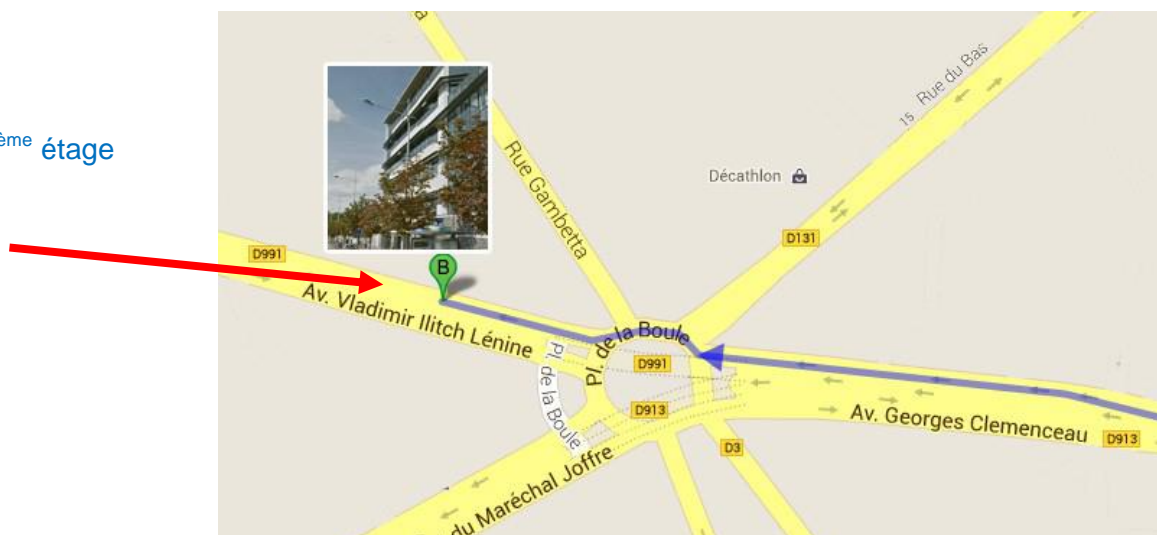 ème étage
15 Rue du Bas
Rue Gambetta
Décathlon
D131
D991
B
Av. Vladimir Ilitch Lénine
Pl. de la Boule
Pl. de la Boule
D991
D913
Av. Georges Clemenceau
D913
D3
du Maréchal Joffre